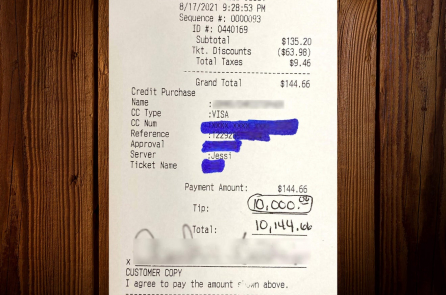 8/17/2021 9:28:53 PM
Sequence #: 0000093
ID #: 0440169
Subtotal $135.20
Tkt. Discounts ($63.98)
Total Taxes $9.46
Grand Total $144.66
Credit Purchase
Name :
CC Type :VISA
CC Num
Reference :1229
Approval
Server :Jessi
Ticket Name
Payment Amount: $144.66
Tip: 10,000.00
Total: 10,144.66
X
CUSTOMER COPY
I agree to pay the amount shown above.